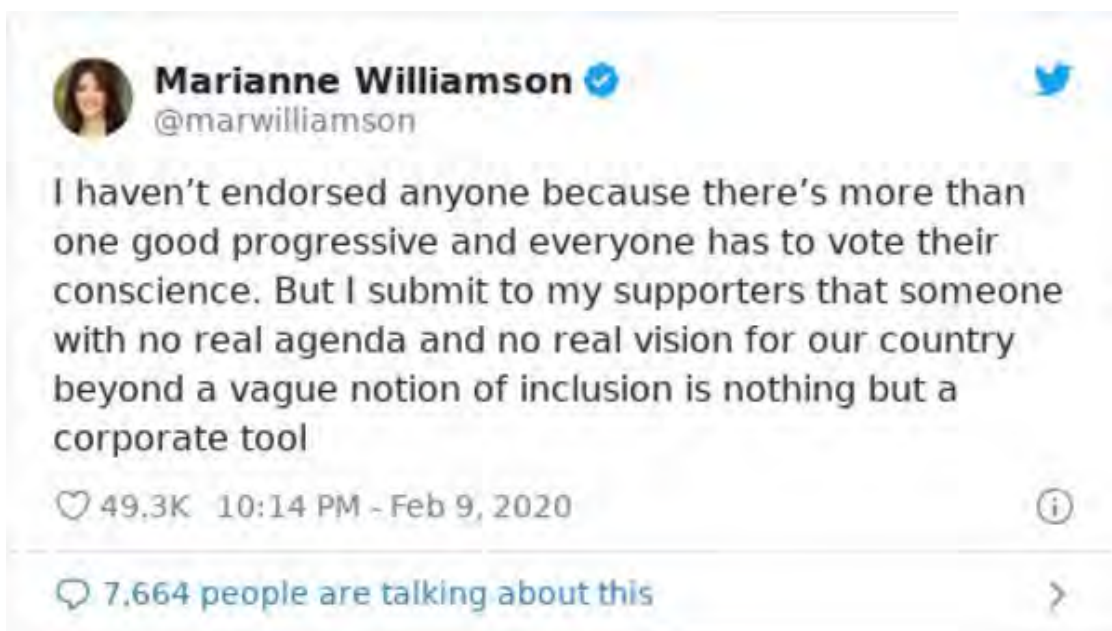 Marianne Williamson
@marwilliamson
I haven’t endorsed anyone because there’s more than
one good progressive and everyone has to vote their
conscience. But I submit to my supporters that someone
with no real agenda and no real vision for our country
beyond a vague notion of inclusion is nothing but a
corporate tool
49.3K 10:14 PM - Feb 9, 2020
7,664 people are talking about this